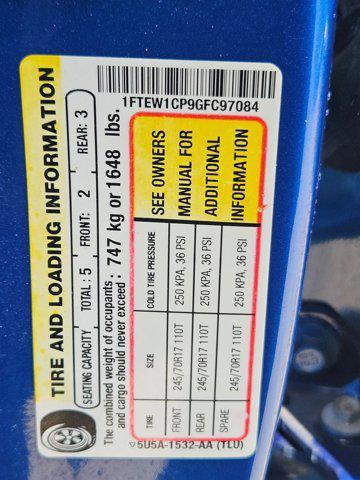 1FTEW1CP9GFC97084
TIRE AND LOADING INFORMATION
SEATING CAPACITY TOTAL : 5 FRONT: 2 REAR: 3
The combined weight of occupants
and cargo should never exceed : 747 kg or 1648 lbs.
TIRE SIZE COLD TIRE PRESSURE SEE OWNERS
FRONT 245/70R17 110T 250 KPA, 36 PSI MANUAL FOR
REAR 245/70R17 110T 250 KPA, 36 PSI ADDITIONAL
SPARE 245/70R17 110T 250 KPA, 36 PSI INFORMATION
▽5U5A-1532-AA (TLU)